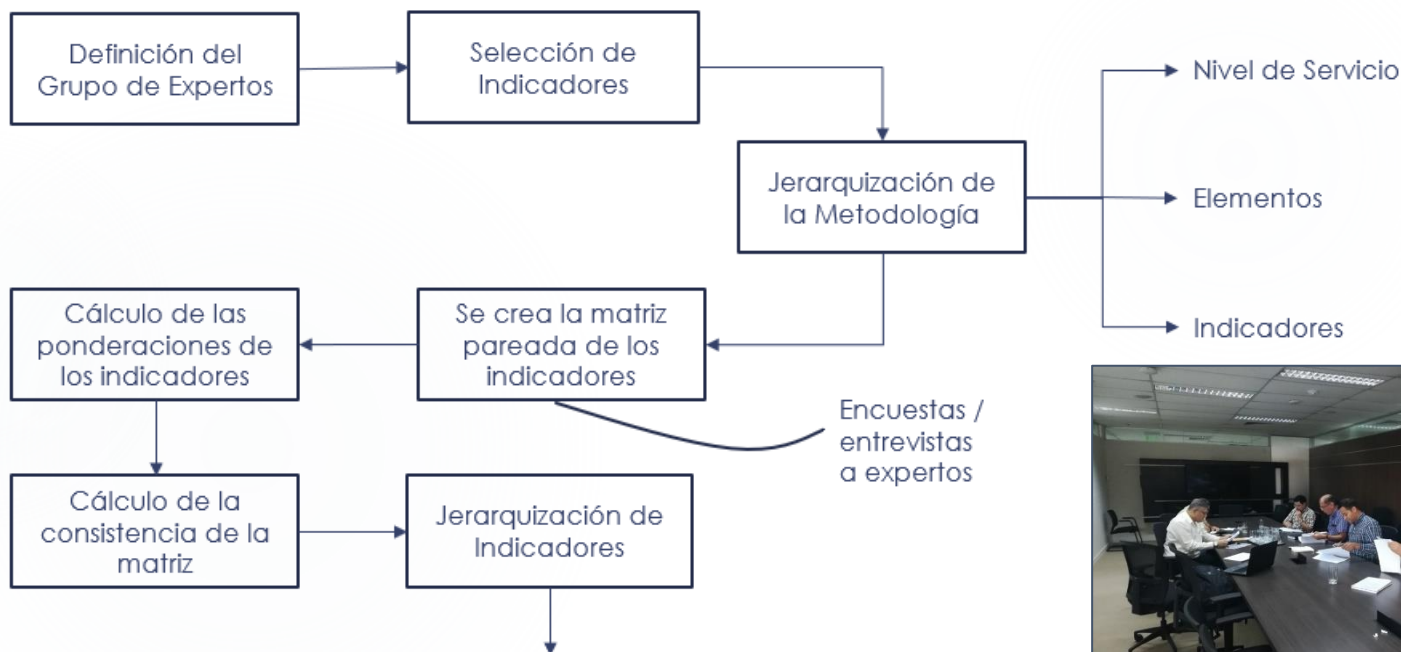 Definición del
Grupo de Expertos
Selección de
Indicadores
Nivel de Servicio
Jerarquización de
la Metodología
Elementos
Indicadores
Se crea la matriz
pareada de los
indicadores
Cálculo de las
ponderaciones de
los indicadores
Encuestas /
entrevistas
a expertos
Cálculo de la
consistencia de la
matriz
Jerarquización de
Indicadores